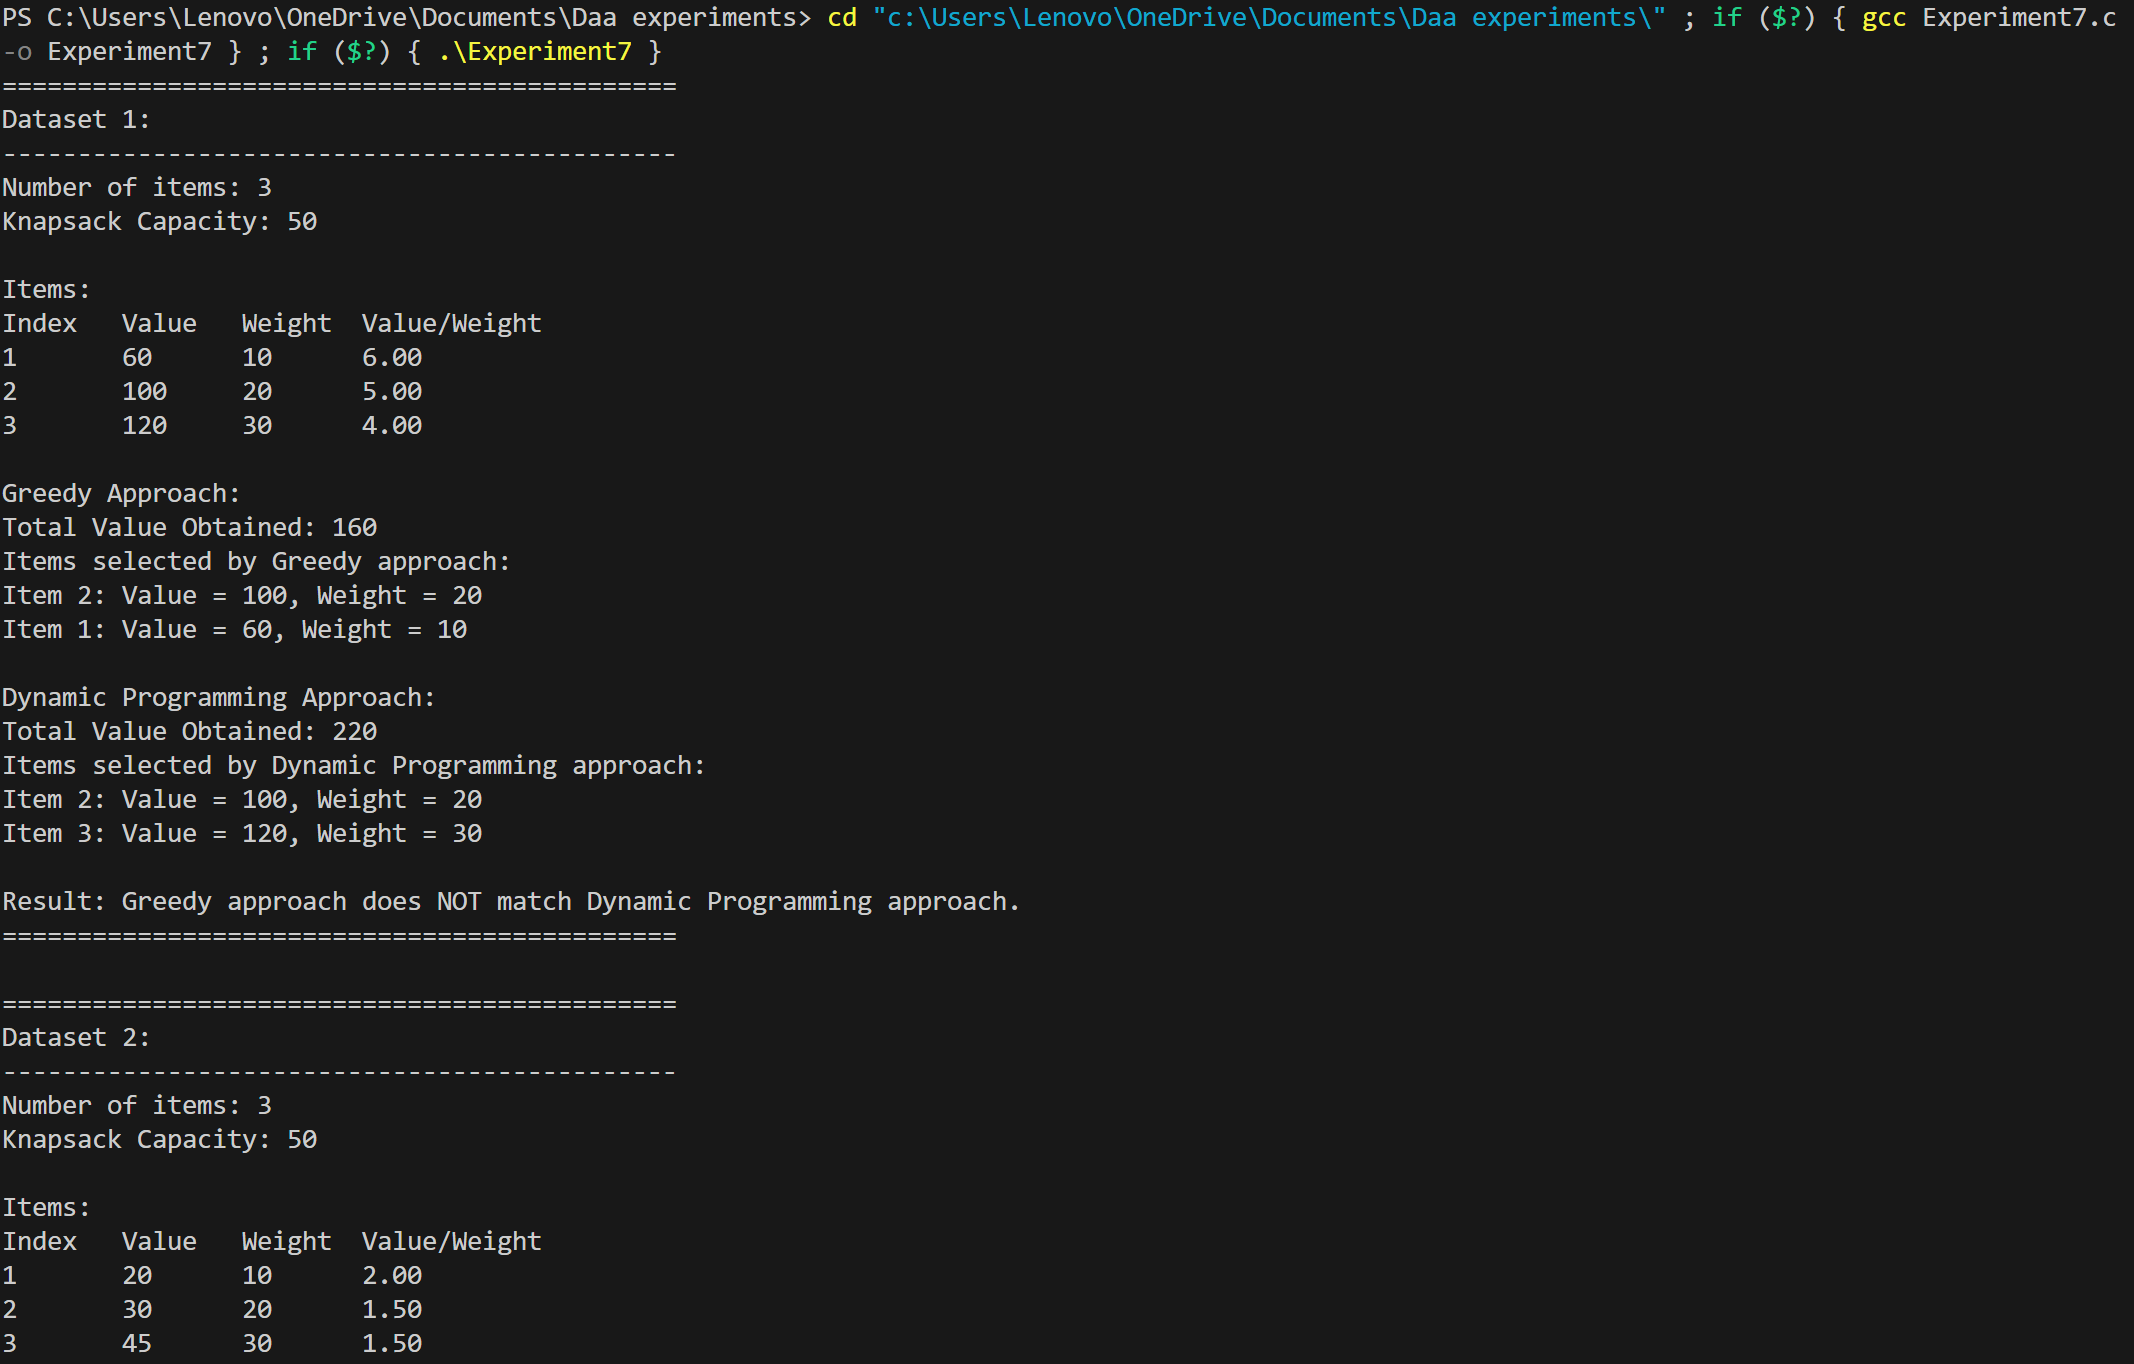 PS C:\Users\Lenovo\OneDrive\Documents\Daa experiments> cd "c:\Users\Lenovo\OneDrive\Documents\Daa experiments\" ; if ($?) { gcc Experiment7.c
-o Experiment7 } ; if ($?) { .\Experiment7 }
=============================================
Dataset 1:
---------------------------------------------
Number of items: 3
Knapsack Capacity: 50

Items:
Index   Value   Weight  Value/Weight
1       60      10      6.00
2       100     20      5.00
3       120     30      4.00

Greedy Approach:
Total Value Obtained: 160
Items selected by Greedy approach:
Item 2: Value = 100, Weight = 20
Item 1: Value = 60, Weight = 10

Dynamic Programming Approach:
Total Value Obtained: 220
Items selected by Dynamic Programming approach:
Item 2: Value = 100, Weight = 20
Item 3: Value = 120, Weight = 30

Result: Greedy approach does NOT match Dynamic Programming approach.
=============================================

=============================================
Dataset 2:
---------------------------------------------
Number of items: 3
Knapsack Capacity: 50

Items:
Index   Value   Weight  Value/Weight
1       20      10      2.00
2       30      20      1.50
3       45      30      1.50